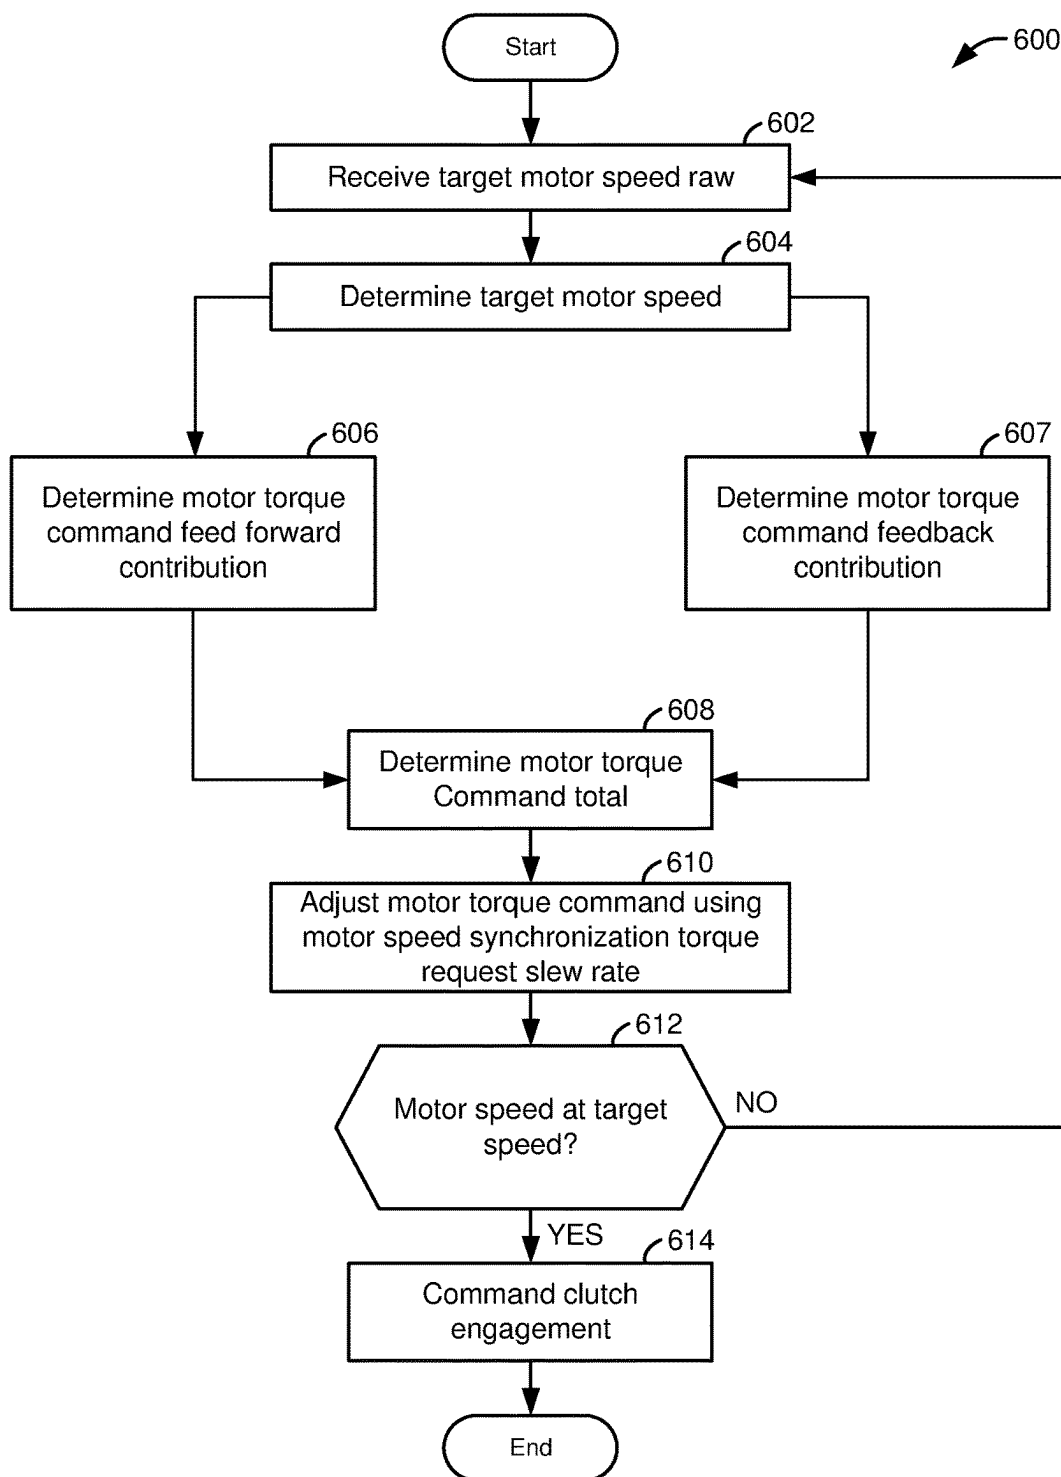 Start
600
602
Receive target motor speed raw
604
Determine target motor speed
606
Determine motor torque
command feed forward
contribution
607
Determine motor torque
command feedback
contribution
608
Determine motor torque
Command total
610
Adjust motor torque command using
motor speed synchronization torque
request slew rate
612
Motor speed at target
speed?
NO
YES
614
Command clutch
engagement
End